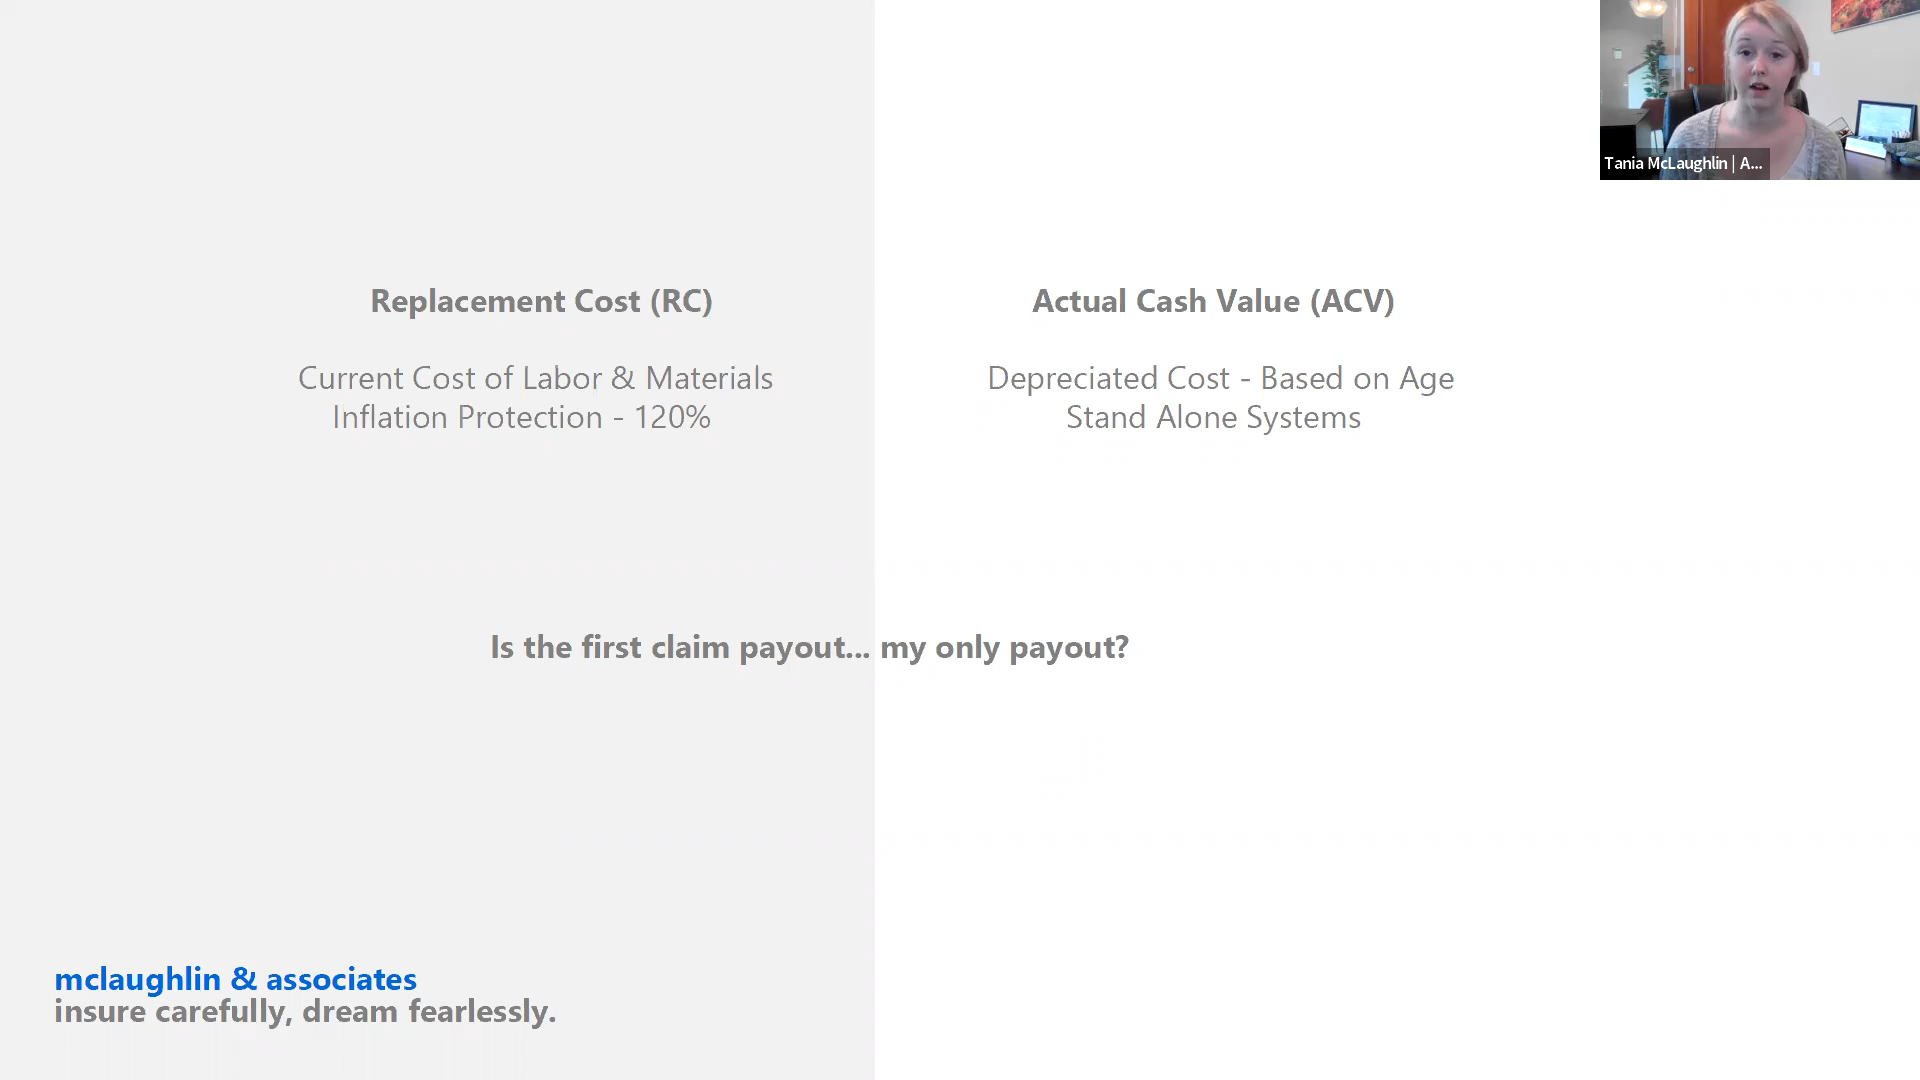 Tania McLaughlin | A...
Replacement Cost (RC)
Current Cost of Labor & Materials
Inflation Protection - 120%
Actual Cash Value (ACV)
Depreciated Cost - Based on Age
Stand Alone Systems
Is the first claim payout... my only payout?
mclaughlin & associates
insure carefully, dream fearlessly.